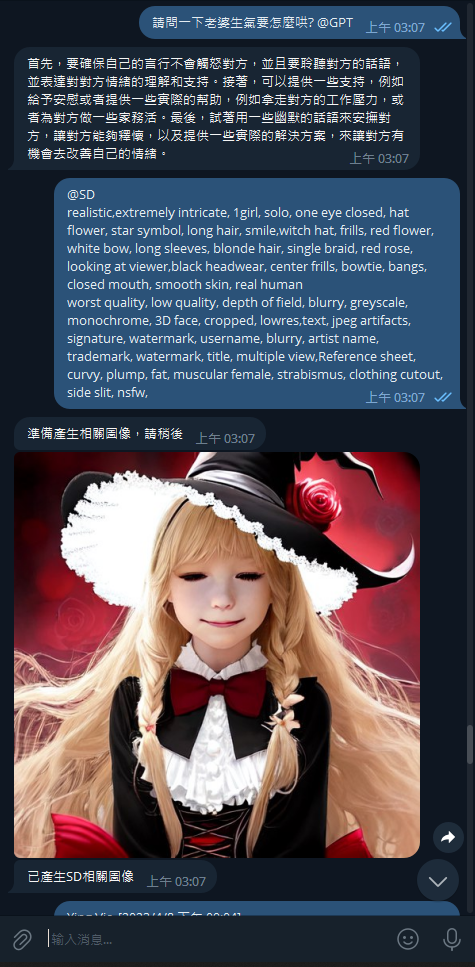 請問一下老婆生氣要怎麼哄? @GPT 上午 03:07
首先，要確保自己的言行不會觸怒對方，並且要聆聽對方的話語，
並表達對對方情緒的理解和支持。接著，可以提供一些支持，例如
給予安慰或者提供一些實際的幫助，例如拿走對方的工作壓力，或
者為對方做一些家務活。最後，試著用一些幽默的話語來安撫對
方，讓對方能夠釋懷，以及提供一些實際的解決方案，來讓對方有
機會去改善自己的情緒。 上午 03:07
@SD
realistic,extremely intricate, 1girl, solo, one eye closed, hat
flower, star symbol, long hair, smile,witch hat, frills, red flower,
white bow, long sleeves, blonde hair, single braid, red rose,
looking at viewer,black headwear, center frills, bowtie, bangs,
closed mouth, smooth skin, real human
worst quality, low quality, depth of field, blurry, greyscale,
monochrome, 3D face, cropped, lowres,text, jpeg artifacts,
signature, watermark, username, blurry, artist name,
trademark, watermark, title, multiple view,Reference sheet,
curvy, plump, fat, muscular female, strabismus, clothing cutout,
side slit, nsfw, 上午 03:07
準備產生相關圖像，請稍後 上午 03:07
已產生SD相關圖像 上午 03:07
輸入消息...